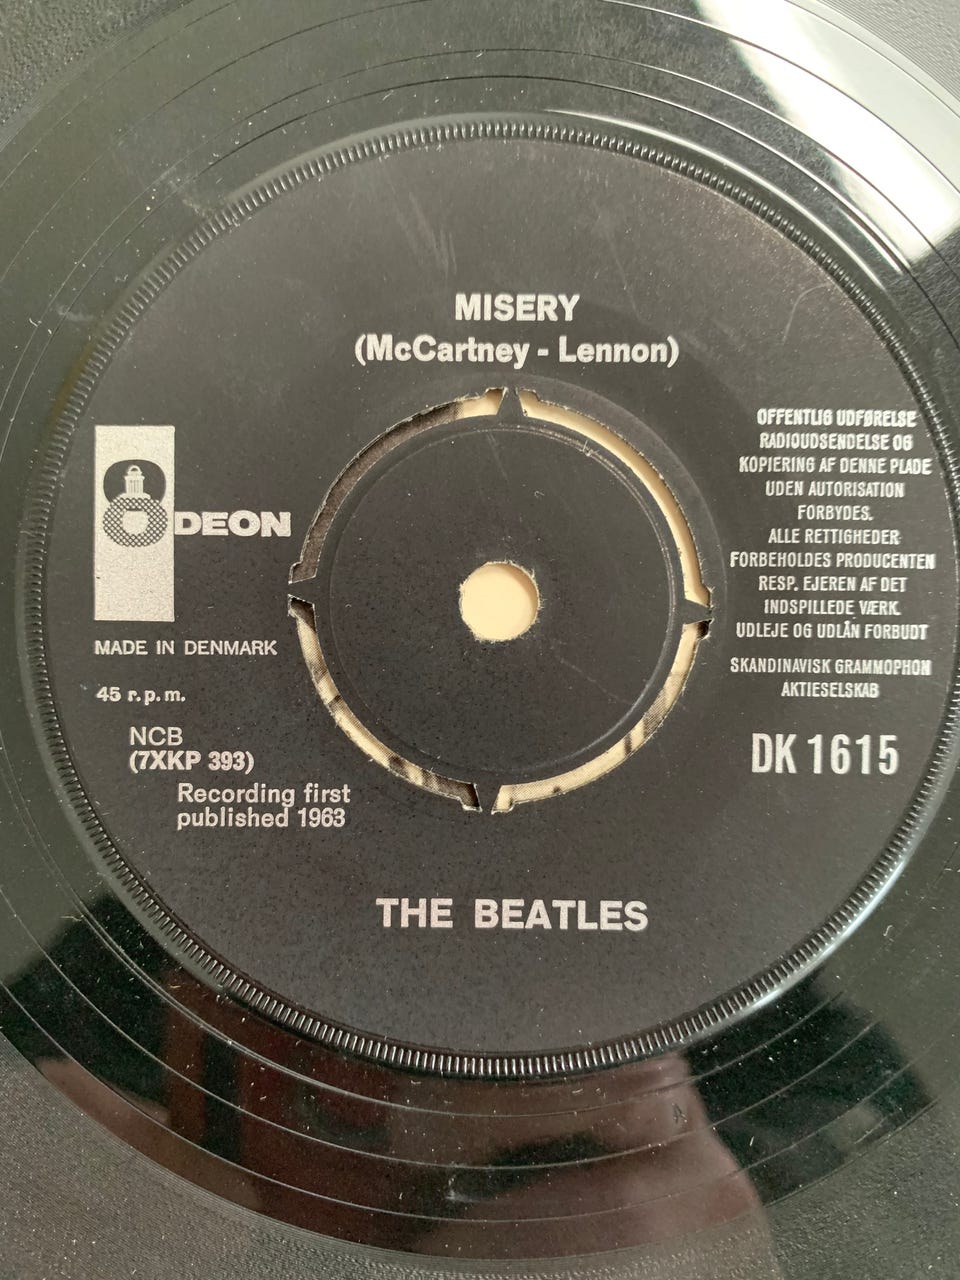 MISERY
(McCartney - Lennon)
ODEON
MADE IN DENMARK
45 r.p.m.
NCB
(7XKP 393)
Recording first
published 1963
OFFENTLIG UDFØRELSE
RADIOUDSENDELSE OG
KOPIERING AF DENNE PLADE
UDEN AUTORISATION
FORBYDES.
ALLE RETTIGHEDER
FORBEHOLDES PRODUCENTEN
RESP. EJEREN AF DET
INDSPILLEDE VÆRK.
UDLEJE OG UDLÅN FORBUDT
SKANDINAVISK GRAMMOPHON
AKTIESELSKAB
DK 1615
THE BEATLES